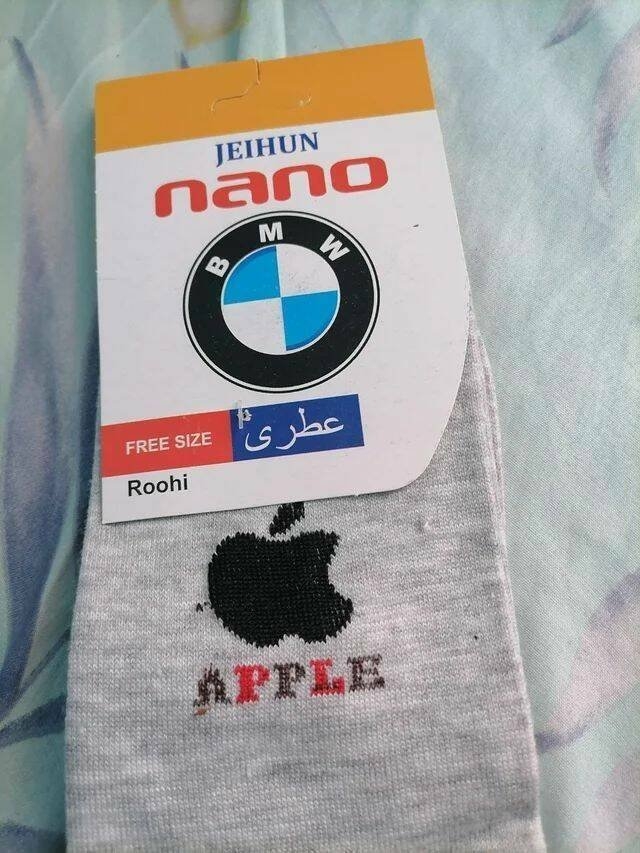 JEIHUN
nano
BMW
FREE SIZE عطری
Roohi
APPLE